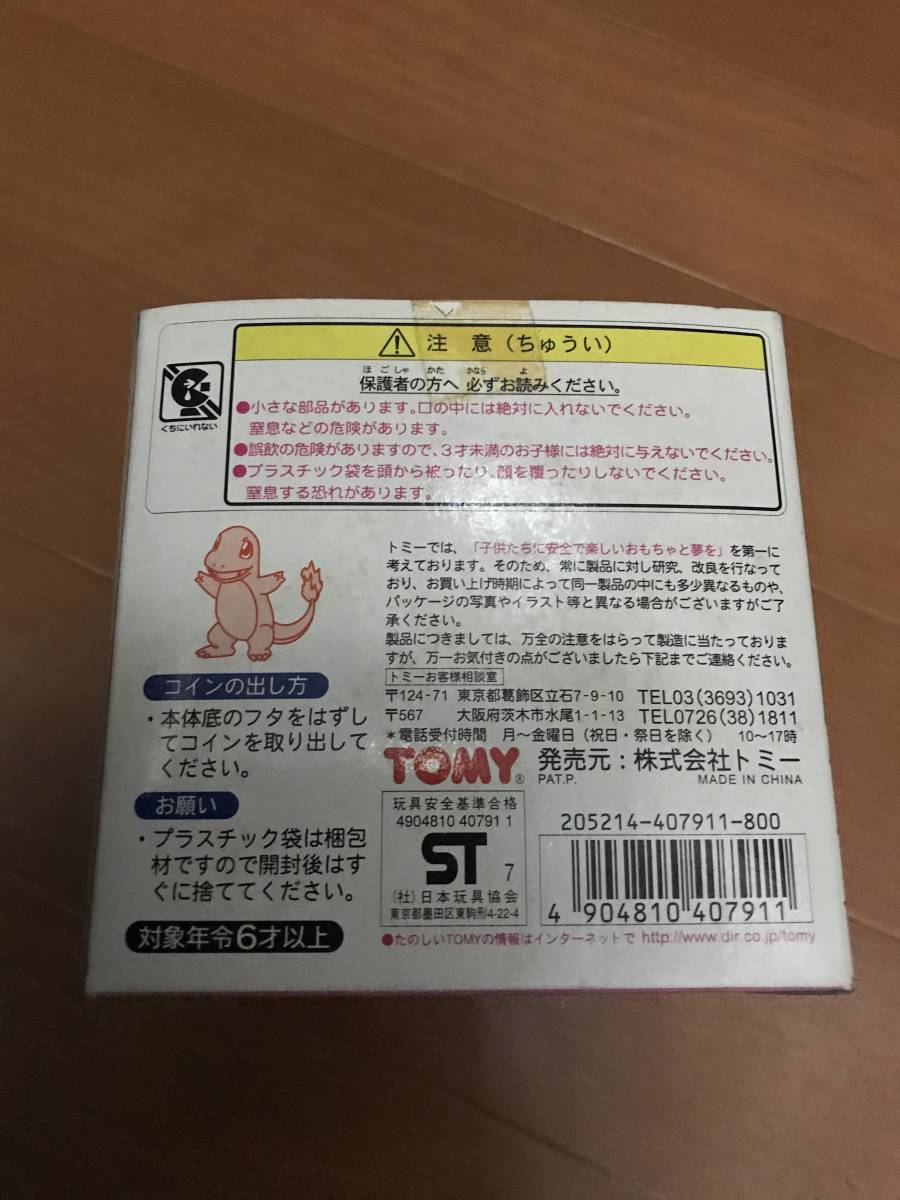 注意（ちゅうい）
ほごしゃ かた かなら よ
保護者の方へ 必ずお読みください。
くちにいれない
●小さな部品があります。口の中には絶対に入れないでください。
窒息などの危険があります。
●誤飲の危険がありますので、3才未満のお子様には絶対に与えないでください。
●プラスチック袋を頭から被ったり、顔を覆ったりしないでください。
窒息する恐れがあります。
トミーでは、「子供たちに安全で楽しいおもちゃと夢を」を第一に
考えております。そのため、常に製品に対し研究、改良を行なって
おり、お買い上げ時期によって同一製品の中にも多少異なるものや、
パッケージの写真やイラスト等と異なる場合がございますがご了
承ください。
製品につきましては、万全の注意をはらって製造に当たっておりま
すが、万一お気付きの点がございましたら下記までご連絡ください。
トミーお客様相談室
〒124-71 東京都葛飾区立石7-9-10 TEL03(3693)1031
〒567 大阪府茨木市水尾1-1-13 TEL0726(38)1811
＊電話受付時間 月〜金曜日（祝日・祭日を除く） 10〜17時
コインの出し方
・本体底のフタをはずし
てコインを取り出して
ください。
お願い
・プラスチック袋は梱包
材ですので開封後はす
ぐに捨ててください。
対象年令6才以上
TOMY®
発売元：株式会社トミー
PAT.P. MADE IN CHINA
玩具安全基準合格
4904810 40791 1
ST 7
(社)日本玩具協会
東京都墨田区東駒形4-22-4
205214-407911-800
4 904810 407911
●たのしいTOMYの情報はインターネットで http://www.dir.co.jp/tomy